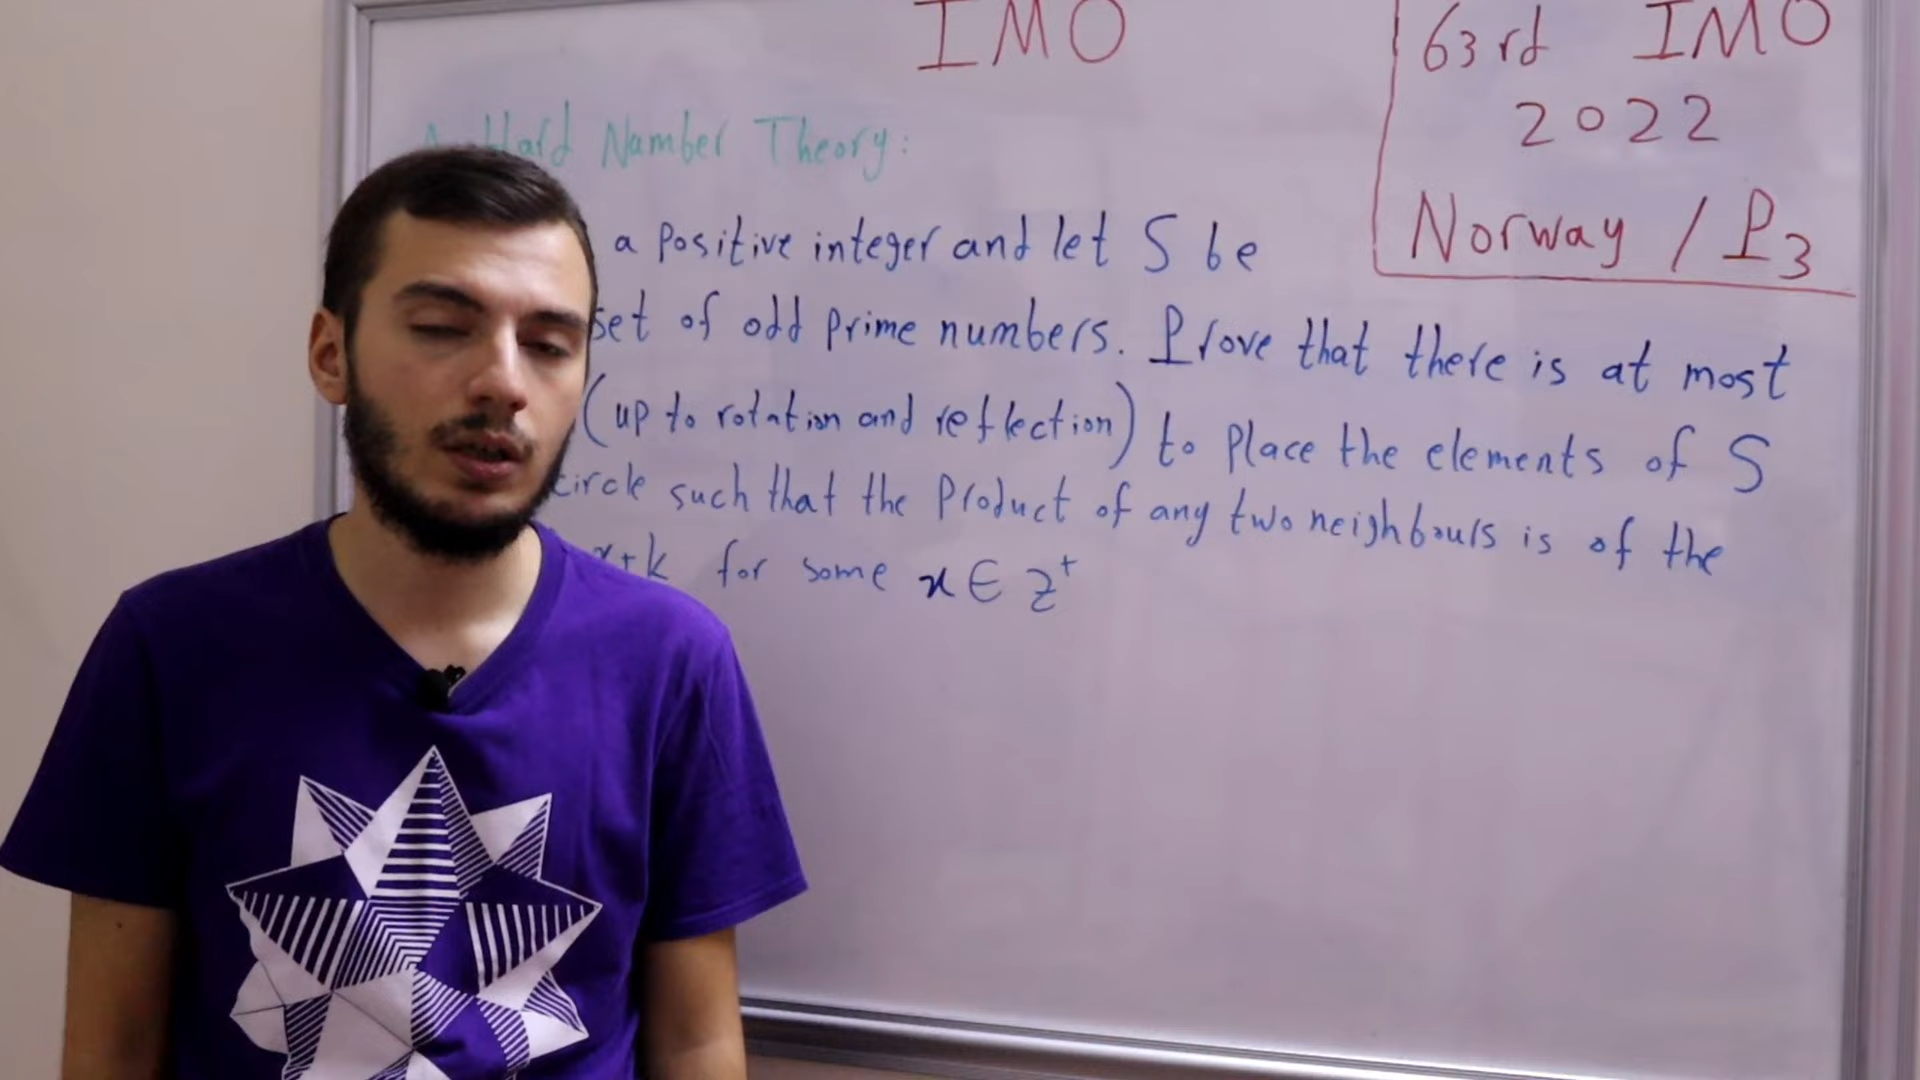 IMO
63rd IMO
2022
Norway / P3
Hard Number Theory:
a positive integer and let S be
set of odd prime numbers. Prove that there is at most
(up to rotation and reflection) to place the elements of S
circle such that the product of any two neighbours is of the
x+k for some x ∈ Z⁺